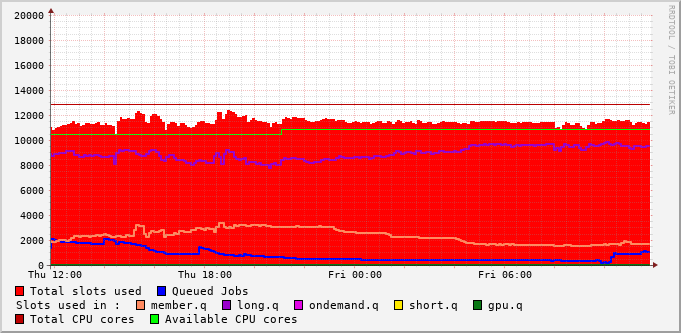 20000
18000
16000
14000
12000
10000
8000
6000
4000
2000
0
Thu 12:00 Thu 18:00 Fri 00:00 Fri 06:00
RRDTOOL / TOBI OETIKER
Total slots used Queued Jobs
Slots used in : member.q long.q ondemand.q short.q gpu.q
Total CPU cores Available CPU cores